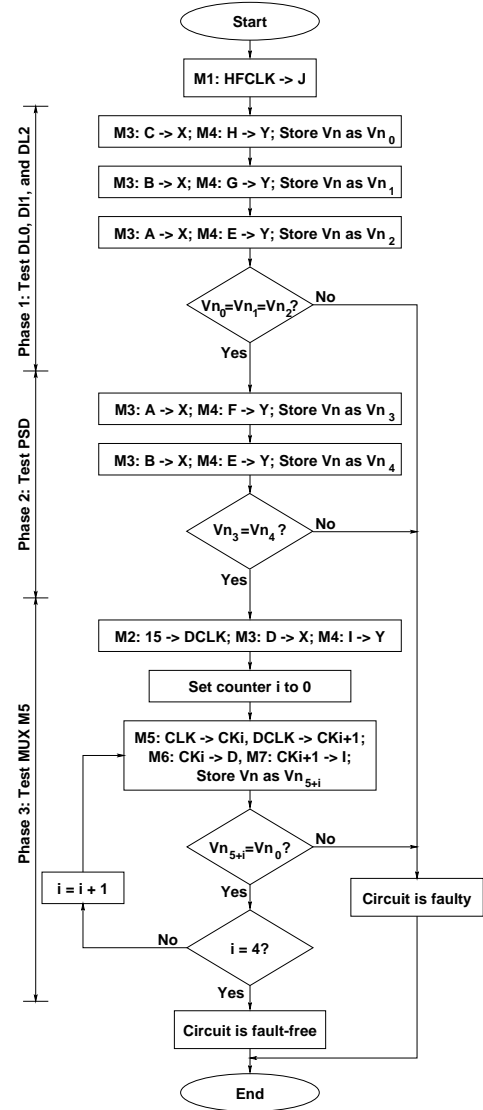 Start
M1: HFCLK -> J
Phase 1: Test DL0, DI1, and DL2
M3: C -> X; M4: H -> Y; Store Vn as Vn0
M3: B -> X; M4: G -> Y; Store Vn as Vn1
M3: A -> X; M4: E -> Y; Store Vn as Vn2
Vn0=Vn1=Vn2?
No
Yes
Phase 2: Test PSD
M3: A -> X; M4: F -> Y; Store Vn as Vn3
M3: B -> X; M4: E -> Y; Store Vn as Vn4
Vn3=Vn4?
No
Yes
Phase 3: Test MUX M5
M2: 15 -> DCLK; M3: D -> X; M4: I -> Y
Set counter i to 0
M5: CLK -> CKi, DCLK -> CKi+1;
M6: CKi -> D, M7: CKi+1 -> I;
Store Vn as Vn5+i
Vn5+i=Vn0?
No
Yes
i = i + 1
Circuit is faulty
i = 4?
No
Yes
Circuit is fault-free
End